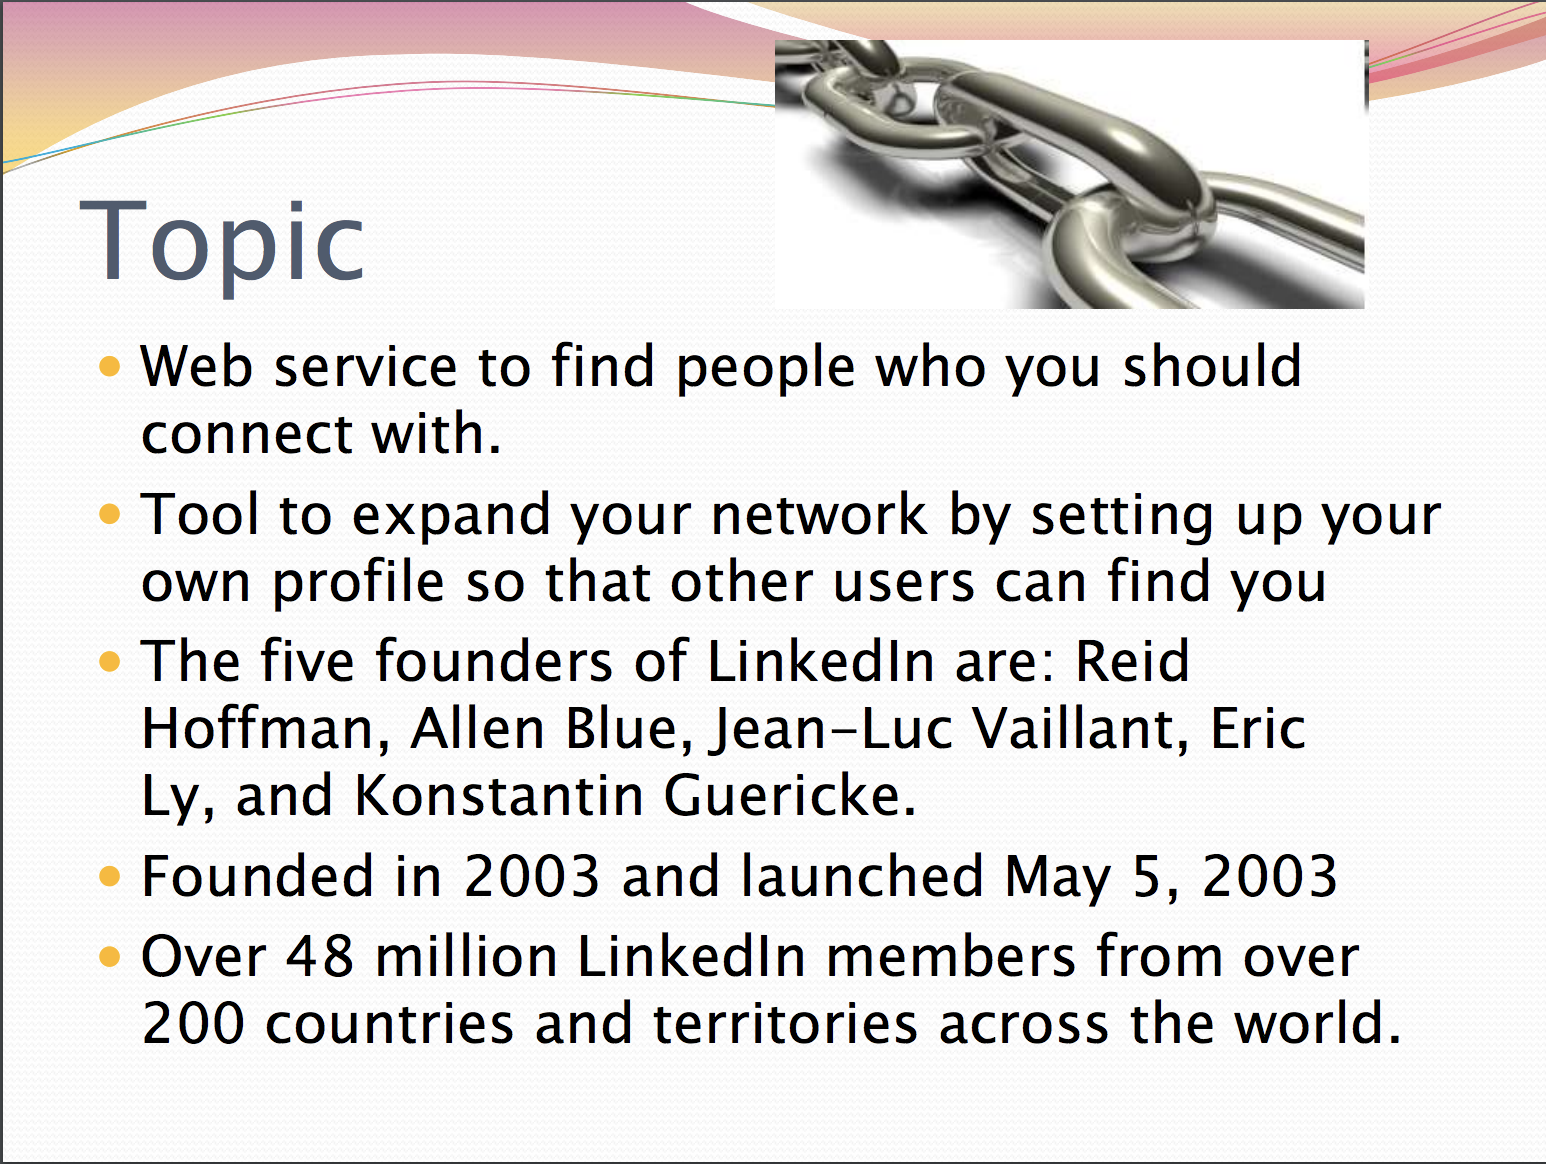 Topic
Web service to find people who you should
connect with.
Tool to expand your network by setting up your
own profile so that other users can find you
The five founders of LinkedIn are: Reid
Hoffman, Allen Blue, Jean-Luc Vaillant, Eric
Ly, and Konstantin Guericke.
Founded in 2003 and launched May 5, 2003
Over 48 million LinkedIn members from over
200 countries and territories across the world.